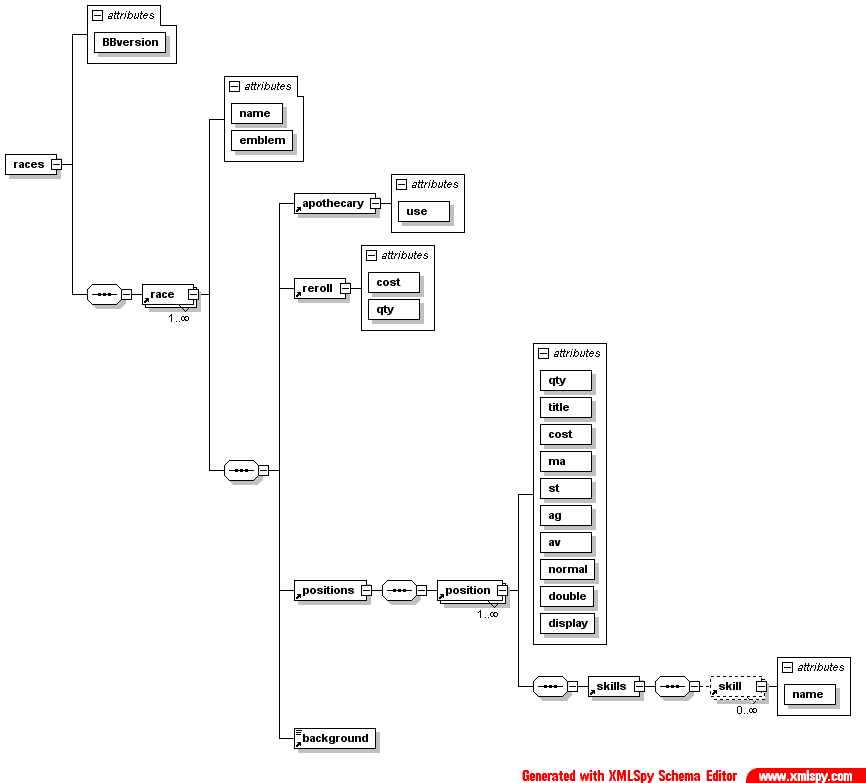 attributes
BBversion
attributes
name
emblem
races
attributes
apothecary
use
attributes
reroll
cost
qty
race
1..∞
attributes
qty
title
cost
ma
st
ag
av
normal
double
display
positions
position
1..∞
attributes
skills
skill
name
0..∞
background
Generated with XMLSpy Schema Editor www.xmlspy.com